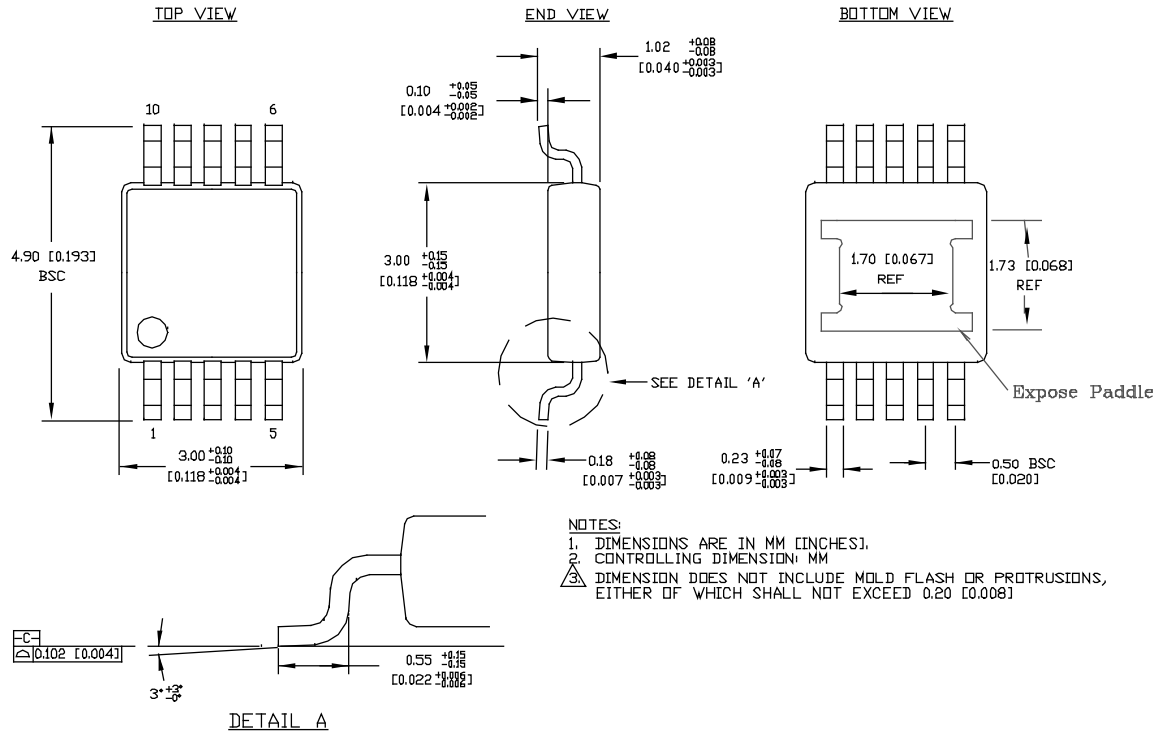 TOP VIEW
END VIEW
BOTTOM VIEW
10
6
4.90 [0.193]
BSC
1
5
3.00 +0.10 -0.10
[0.118 +0.004 -0.004]
1.02 +0.08 -0.08
[0.040 +0.003 -0.003]
0.10 +0.05 -0.05
[0.004 +0.002 -0.002]
3.00 +0.15 -0.15
[0.118 +0.004 -0.004]
SEE DETAIL 'A'
0.18 +0.08 -0.08
[0.007 +0.003 -0.003]
1.70 [0.067]
REF
1.73 [0.068]
REF
Expose Paddle
0.23 +0.07 -0.08
[0.009 +0.003 -0.003]
0.50 BSC
[0.020]
NOTES:
1. DIMENSIONS ARE IN MM [INCHES].
2. CONTROLLING DIMENSION: MM
3. DIMENSION DOES NOT INCLUDE MOLD FLASH OR PROTRUSIONS,
EITHER OF WHICH SHALL NOT EXCEED 0.20 [0.008]
-C-
0.102 [0.004]
3° +3° -0°
0.55 +0.15 -0.15
[0.022 +0.006 -0.006]
DETAIL A